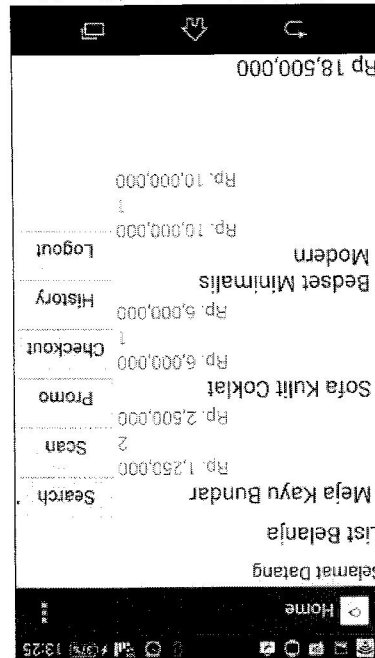 13:25
Home
Selamat Datang
List Belanja
Meja Kayu Bundar
Rp. 1,250,000
2
Rp. 2,500,000
Sofa Kulit Coklat
Rp. 6,000,000
1
Rp. 5,000,000
Bedset Minimalis
Modern
Rp. 10,000,000
1
Rp. 10,000,000
Rp 18,500,000
Search
Scan
Promo
Checkout
History
Logout